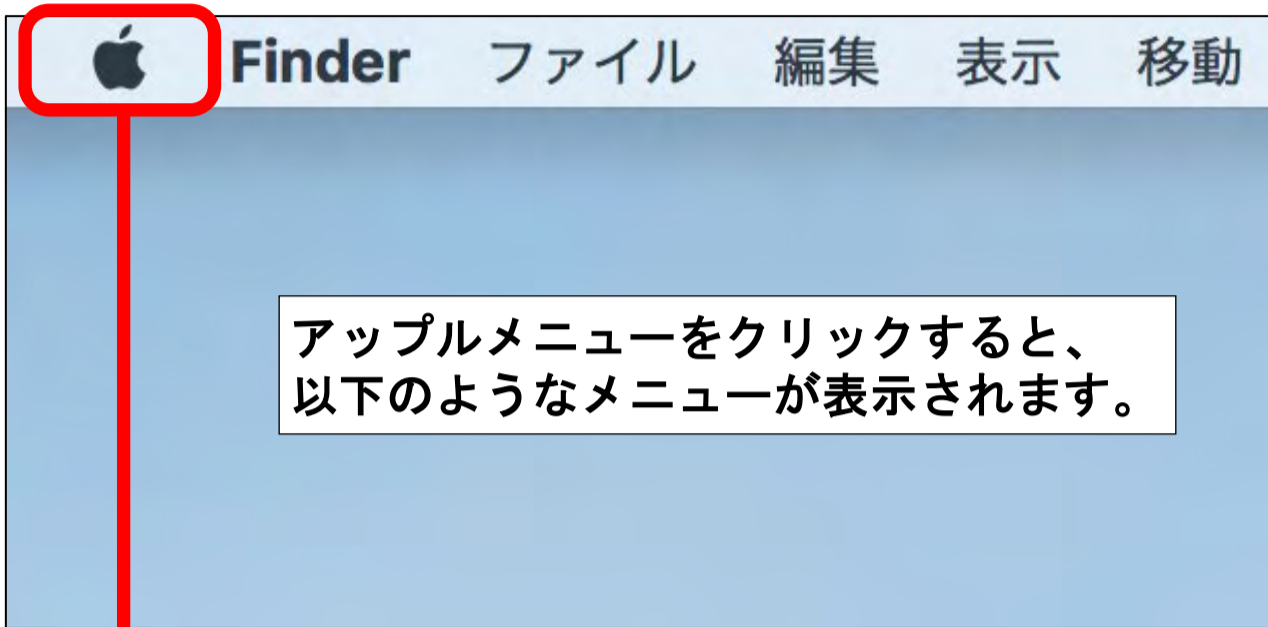 Finder ファイル 編集 表示 移動
アップルメニューをクリックすると、
以下のようなメニューが表示されます。